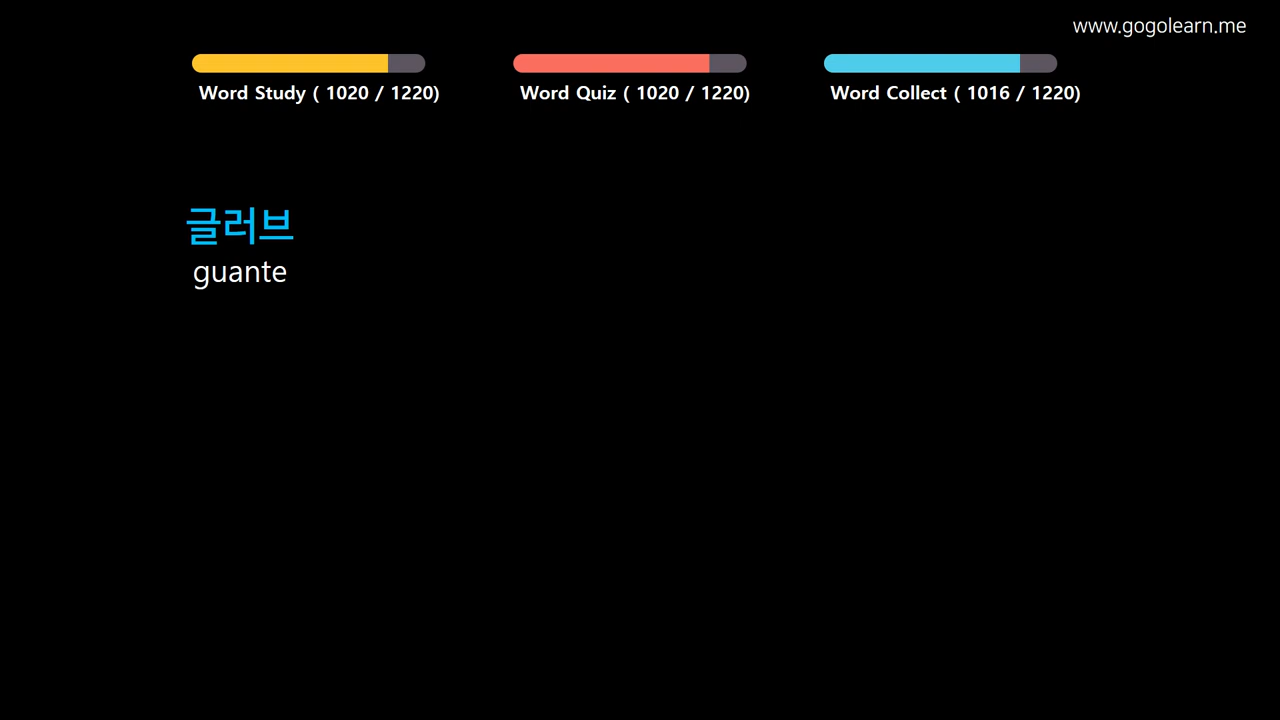 www.gogolearn.me
Word Study ( 1020 / 1220)
Word Quiz ( 1020 / 1220)
Word Collect ( 1016 / 1220)
글러브
guante